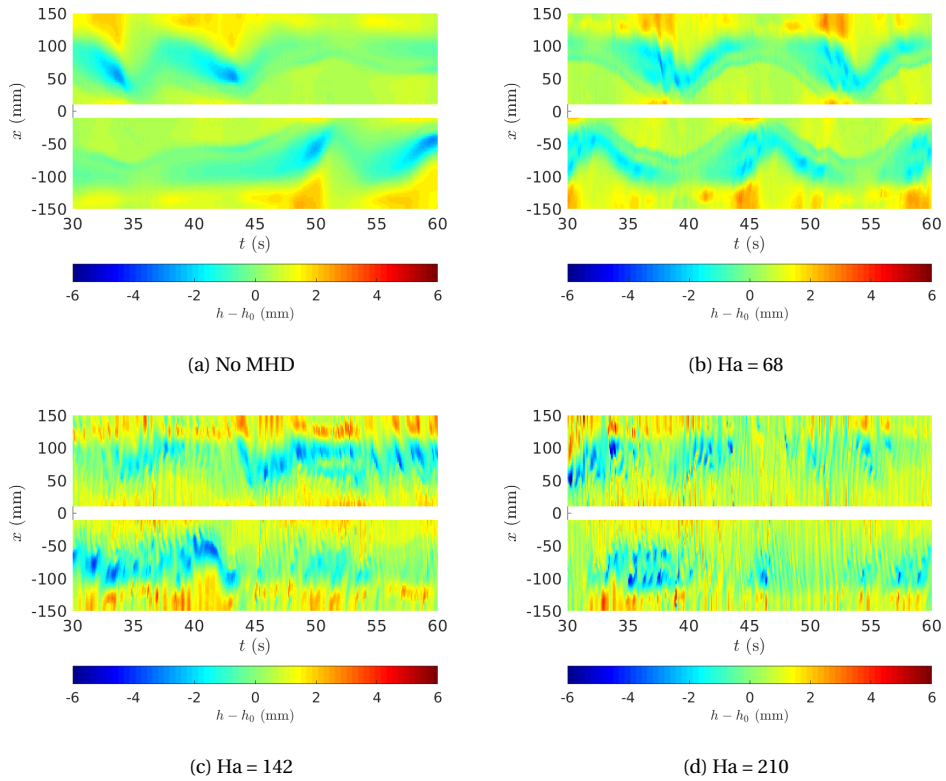 150
100
50
0
-50
-100
-150
x (mm)
30 35 40 45 50 55 60
t (s)
-6 -4 -2 0 2 4 6
h − h₀ (mm)
(a) No MHD
150
100
50
0
-50
-100
-150
x (mm)
30 35 40 45 50 55 60
t (s)
-6 -4 -2 0 2 4 6
h − h₀ (mm)
(b) Ha = 68
150
100
50
0
-50
-100
-150
x (mm)
30 35 40 45 50 55 60
t (s)
-6 -4 -2 0 2 4 6
h − h₀ (mm)
(c) Ha = 142
150
100
50
0
-50
-100
-150
x (mm)
30 35 40 45 50 55 60
t (s)
-6 -4 -2 0 2 4 6
h − h₀ (mm)
(d) Ha = 210